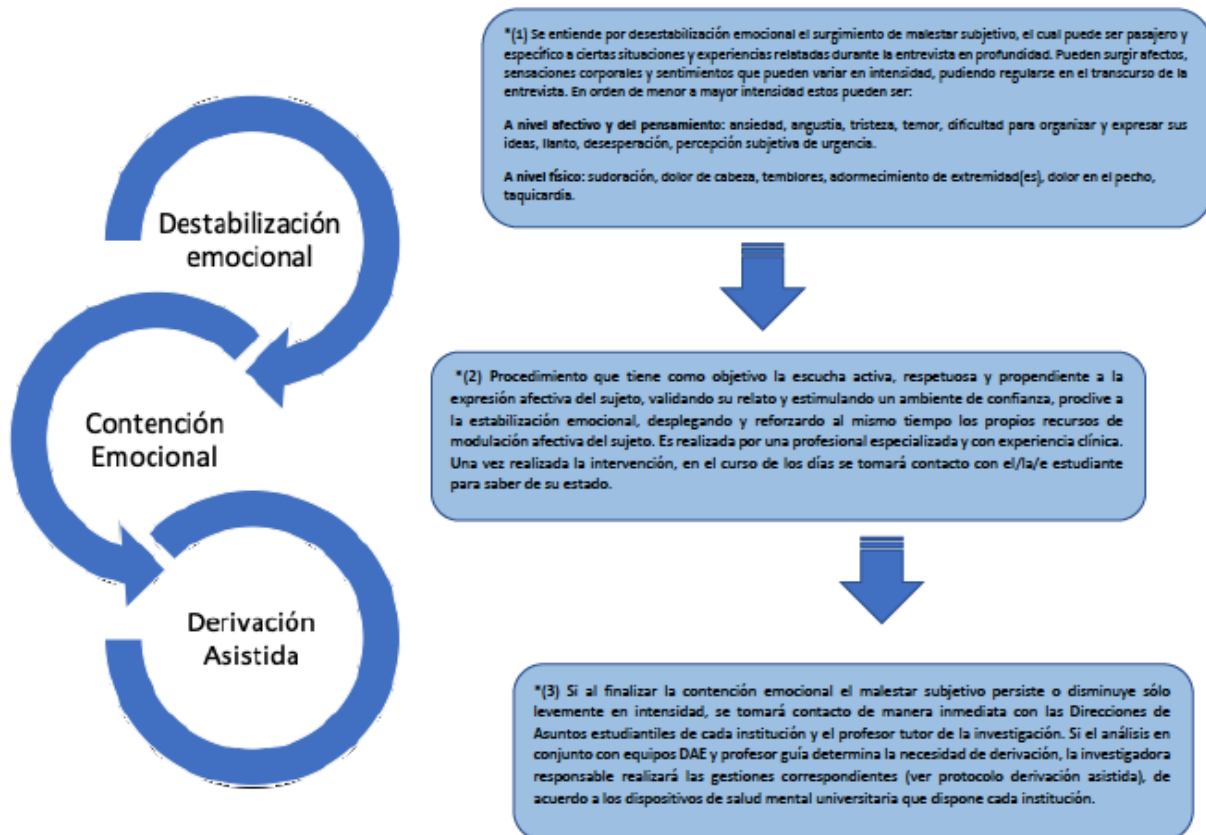 Destabilización
emocional
Contención
Emocional
Derivación
Asistida
*(1) Se entiende por desestabilización emocional el surgimiento de malestar subjetivo, el cual puede ser pasajero y
específico a ciertas situaciones y experiencias relatadas durante la entrevista en profundidad. Pueden surgir afectos,
sensaciones corporales y sentimientos que pueden variar en intensidad, pudiendo regularse en el transcurso de la
entrevista. En orden de menor a mayor intensidad estos pueden ser:
A nivel afectivo y del pensamiento: ansiedad, angustia, tristeza, temor, dificultad para organizar y expresar sus
ideas, llanto, desesperación, percepción subjetiva de urgencia.
A nivel físico: sudoración, dolor de cabeza, temblores, adormecimiento de extremidad(es), dolor en el pecho,
taquicardia.
*(2) Procedimiento que tiene como objetivo la escucha activa, respetuosa y propendiente a la
expresión afectiva del sujeto, validando su relato y estimulando un ambiente de confianza, proclive a
la estabilización emocional, desplegando y reforzardo al mismo tiempo los propios recursos de
modulación afectiva del sujeto. Es realizada por una profesional especializada y con experiencia clínica.
Una vez realizada la intervención, en el curso de los días se tomará contacto con el/la/e estudiante
para saber de su estado.
*(3) Si al finalizar la contención emocional el malestar subjetivo persiste o disminuye sólo
levemente en intensidad, se tomará contacto de manera inmediata con las Direcciones de
Asuntos estudiantiles de cada institución y el profesor tutor de la investigación. Si el análisis en
conjunto con equipos DAE y profesor guía determina la necesidad de derivación, la investigadora
responsable realizará las gestiones correspondientes (ver protocolo derivación asistida), de
acuerdo a los dispositivos de salud mental universitaria que dispone cada institución.